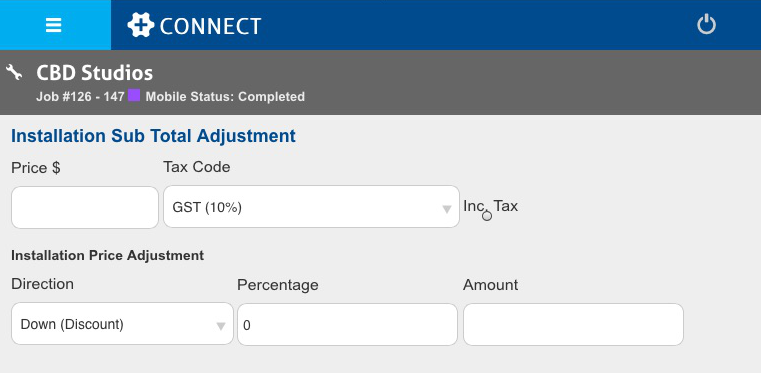 CONNECT
CBD Studios
Job #126 - 147 Mobile Status: Completed
Installation Sub Total Adjustment
Price $ Tax Code
GST (10%) Inc. Tax
Installation Price Adjustment
Direction Percentage Amount
Down (Discount) 0